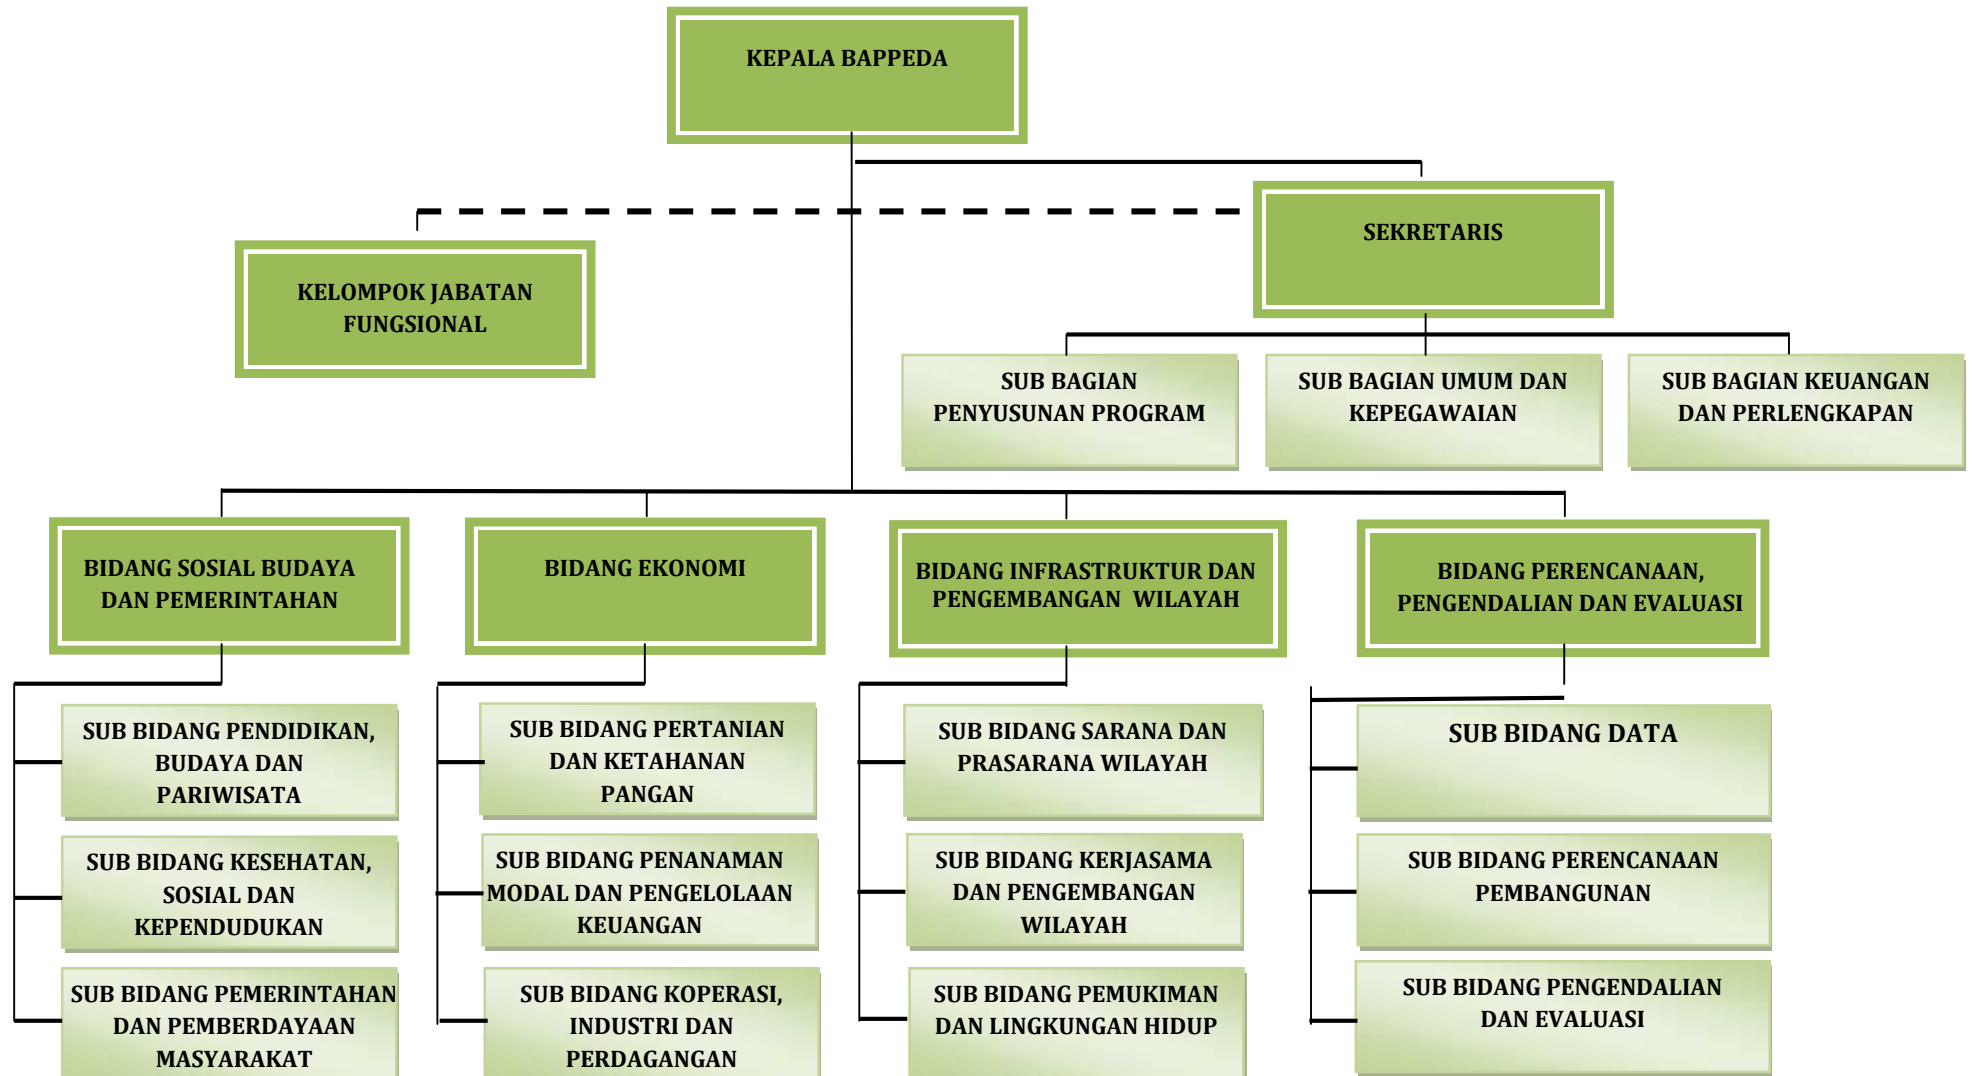 KEPALA BAPPEDA
SEKRETARIS
KELOMPOK JABATAN
FUNGSIONAL
SUB BAGIAN
PENYUSUNAN PROGRAM
SUB BAGIAN UMUM DAN
KEPEGAWAIAN
SUB BAGIAN KEUANGAN
DAN PERLENGKAPAN
BIDANG SOSIAL BUDAYA
DAN PEMERINTAHAN
BIDANG EKONOMI
BIDANG INFRASTRUKTUR DAN
PENGEMBANGAN WILAYAH
BIDANG PERENCANAAN,
PENGENDALIAN DAN EVALUASI
SUB BIDANG PENDIDIKAN,
BUDAYA DAN
PARIWISATA
SUB BIDANG PERTANIAN
DAN KETAHANAN
PANGAN
SUB BIDANG SARANA DAN
PRASARANA WILAYAH
SUB BIDANG DATA
SUB BIDANG KESEHATAN,
SOSIAL DAN
KEPENDUDUKAN
SUB BIDANG PENANAMAN
MODAL DAN PENGELOLAAN
KEUANGAN
SUB BIDANG KERJASAMA
DAN PENGEMBANGAN
WILAYAH
SUB BIDANG PERENCANAAN
PEMBANGUNAN
SUB BIDANG PEMERINTAHAN
DAN PEMBERDAYAAN
MASYARAKAT
SUB BIDANG KOPERASI,
INDUSTRI DAN
PERDAGANGAN
SUB BIDANG PEMUKIMAN
DAN LINGKUNGAN HIDUP
SUB BIDANG PENGENDALIAN
DAN EVALUASI